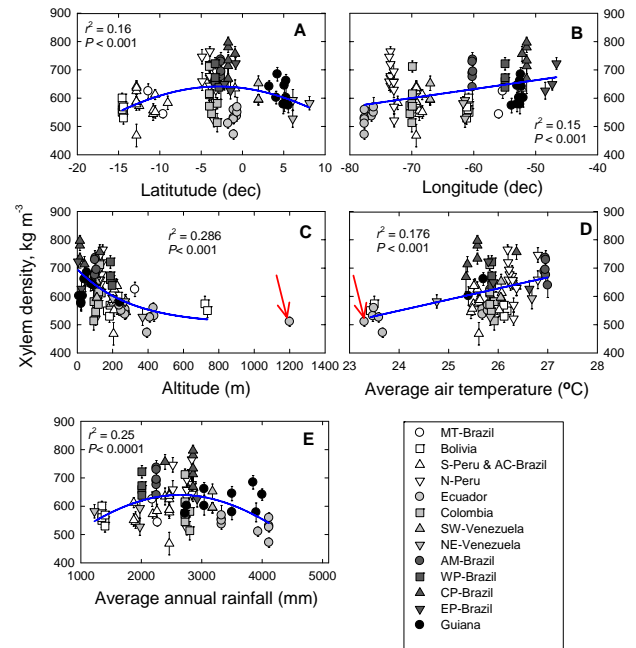 r² = 0.16
P < 0.001
A
900
800
700
600
500
400
-20 -15 -10 -5 0 5 10
Latitutude (dec)
B
r² = 0.15
P < 0.001
900
800
700
600
500
400
-80 -70 -60 -50 -40
Longitude (dec)
Xylem density, kg m⁻³
r² = 0.286
P< 0.001
C
900
800
700
600
500
400
0 200 400 600 800 1000 1200 1400
Altitude (m)
r² = 0.176
P< 0.001
D
900
800
700
600
500
400
23 24 25 26 27 28
Average air temperature (ºC)
r² = 0.25
P< 0.0001
E
900
800
700
600
500
400
1000 2000 3000 4000 5000
Average annual rainfall (mm)
MT-Brazil
Bolivia
S-Peru & AC-Brazil
N-Peru
Ecuador
Colombia
SW-Venezuela
NE-Venezuela
AM-Brazil
WP-Brazil
CP-Brazil
EP-Brazil
Guiana